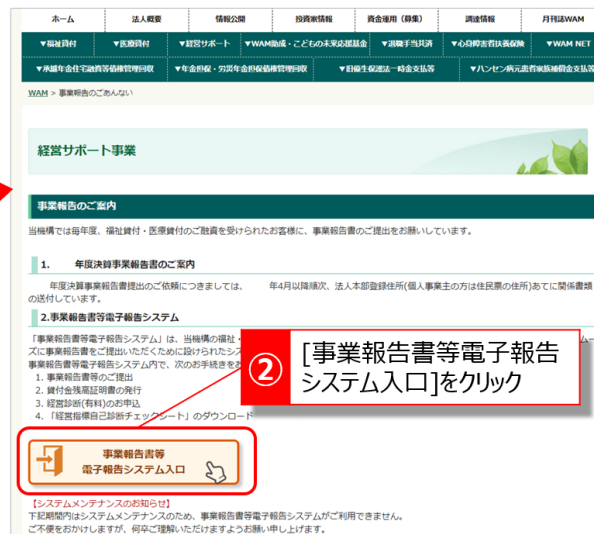 ホーム 法人概要 情報公開 投資家情報 資金運用（募集） 調達情報 月刊誌WAM
▼福祉貸付 ▼医療貸付 ▼経営サポート ▼WAM助成・こどもの未来応援基金 ▼退職手当共済 ▼心身障害者扶養保険 ▼WAM NET
▼承継年金住宅融資等債権管理回収 ▼年金担保・労災年金担保債権管理回収 ▼旧優生保護法一時金支払等 ▼ハンセン病元患者家族補償金支払等
WAM > 事業報告のごあんない
経営サポート事業
事業報告のご案内
当機構では毎年度、福祉貸付・医療貸付のご融資を受けられたお客様に、事業報告書のご提出をお願いしています。
1. 年度決算事業報告書のご案内
年度決算事業報告書提出のご依頼につきましては、 年4月以降順次、法人本部登録住所(個人事業主の方は住民票の住所)あてに関係書類
の送付しています。
2.事業報告書等電子報告システム
「事業報告書等電子報告システム」は、当機構の福祉・
ズに事業報告書をご提出いただくために設けられたシス
事業報告書等電子報告システム内で、次のお手続きをお
1. 事業報告書等のご提出
2. 貸付金残高証明書の発行
3. 経営診断(有料)のお申込
4. 「経営指標自己診断チェックシート」のダウンロード
②
[事業報告書等電子報告
システム入口]をクリック
事業報告書等
電子報告システム入口
【システムメンテナンスのお知らせ】
下記期間内はシステムメンテナンスのため、事業報告書等電子報告システムがご利用できません。
ご不便をおかけしますが、何卒ご理解いただけますようお願い申し上げます。